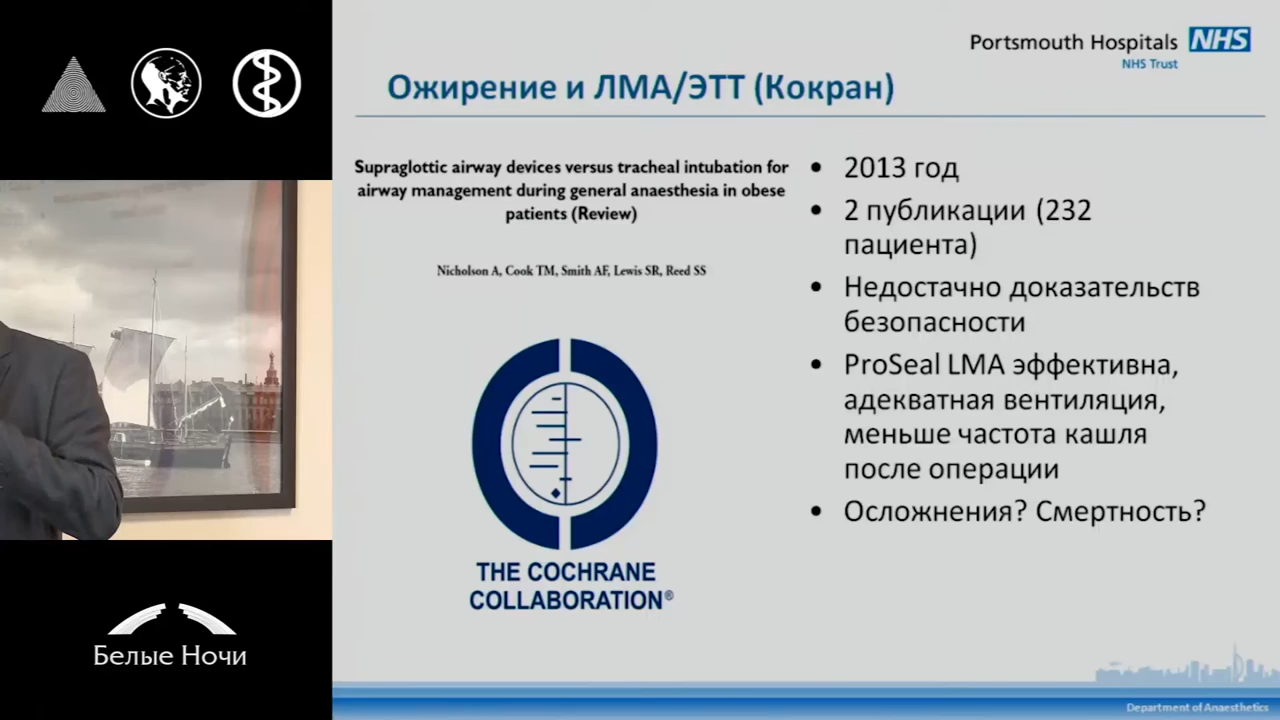 Portsmouth Hospitals NHS
NHS Trust
Ожирение и ЛМА/ЭТТ (Кокран)
Supraglottic airway devices versus tracheal intubation for
airway management during general anaesthesia in obese
patients (Review)
Nicholson A, Cook TM, Smith AF, Lewis SR, Reed SS
THE COCHRANE
COLLABORATION®
• 2013 год
• 2 публикации (232
пациента)
• Недостачно доказательств
безопасности
• ProSeal LMA эффективна,
адекватная вентиляция,
меньше частота кашля
после операции
• Осложнения? Смертность?
Белые Ночи
Department of Anaesthetics